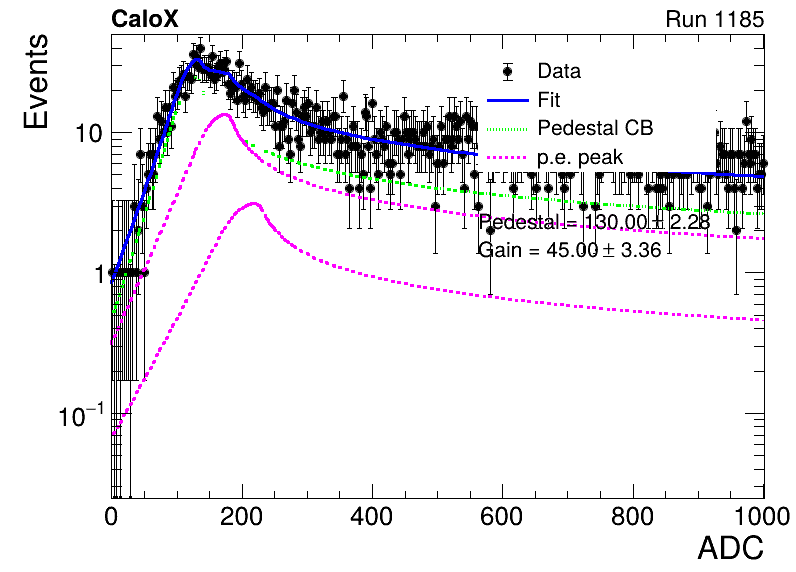 CaloX Run 1185
Events
Data
Fit
Pedestal CB
p.e. peak
Pedestal = 130.00 ± 2.28
Gain = 45.00 ± 3.36
10
1
10⁻¹
0 200 400 600 800 1000
ADC